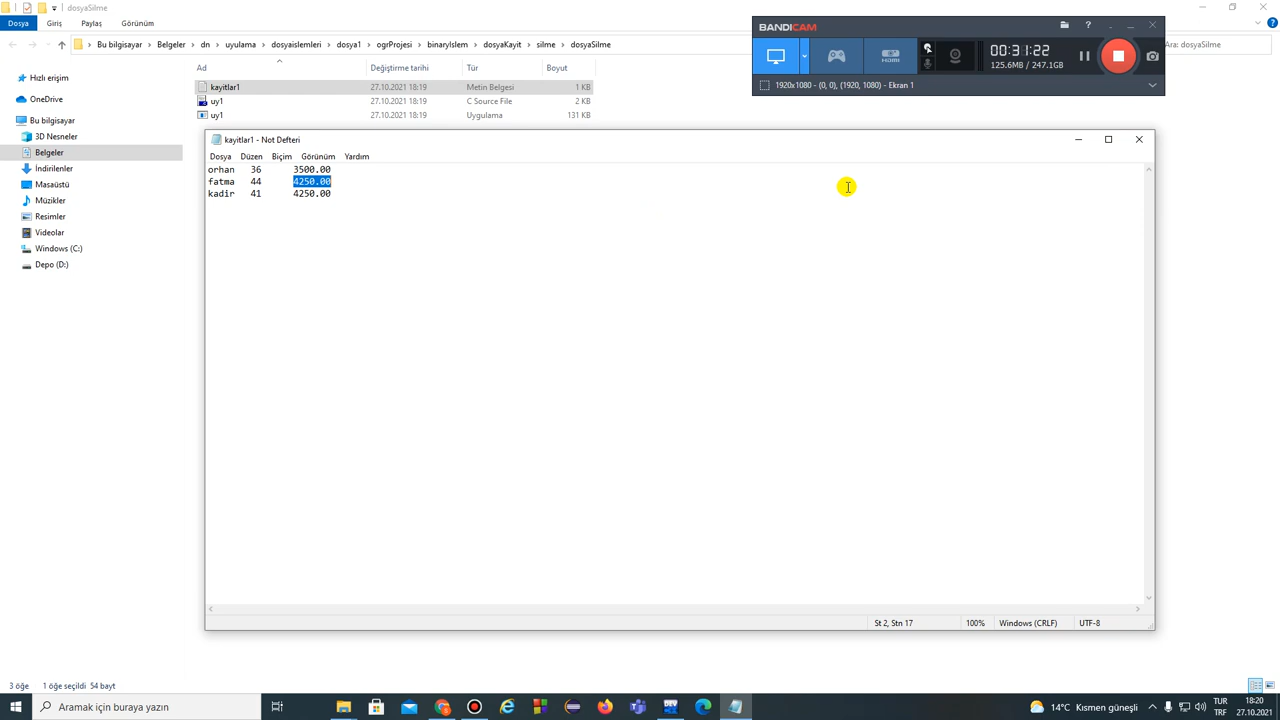 dosyaSilme
Dosya Giriş Paylaş Görünüm
Bu bilgisayar Belgeler dn uyulama dosyaislemleri dosya1 ogrProjesi binaryIslem dosyaKayit silme dosyaSilme
Ara: dosyaSilme
Ad Değiştirme tarihi Tür Boyut
kayitlar1 27.10.2021 18:19 Metin Belgesi 1 KB
uy1 27.10.2021 18:19 C Source File 2 KB
uy1 27.10.2021 18:19 Uygulama 131 KB
Hızlı erişim
OneDrive
Bu bilgisayar
3D Nesneler
Belgeler
İndirilenler
Masaüstü
Müzikler
Resimler
Videolar
Windows (C:)
Depo (D:)
BANDICAM
HDMI
00:31:22
125.6MB / 247.1GB
1920x1080 - (0, 0), (1920, 1080) - Ekran 1
kayitlar1 - Not Defteri
Dosya Düzen Biçim Görünüm Yardım
orhan 36 3500.00
fatma 44 4250.00
kadir 41 4250.00
St 2, Stn 17 100% Windows (CRLF) UTF-8
3 öğe 1 öğe seçildi 54 bayt
Aramak için buraya yazın
DEV
14°C Kısmen güneşli
TUR
TRF
18:20
27.10.2021